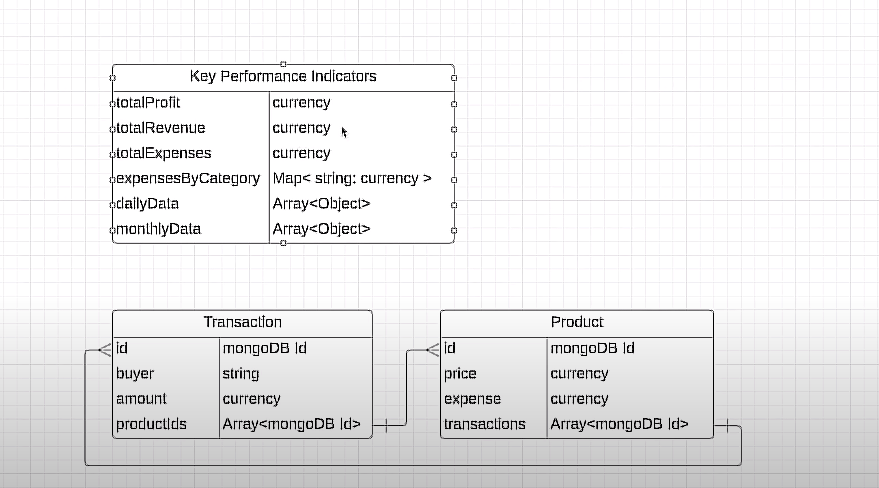 Key Performance Indicators
totalProfit currency
totalRevenue currency
totalExpenses currency
expensesByCategory Map< string: currency >
dailyData Array<Object>
monthlyData Array<Object>
Transaction
id mongoDB Id
buyer string
amount currency
productIds Array<mongoDB Id>
Product
id mongoDB Id
price currency
expense currency
transactions Array<mongoDB Id>